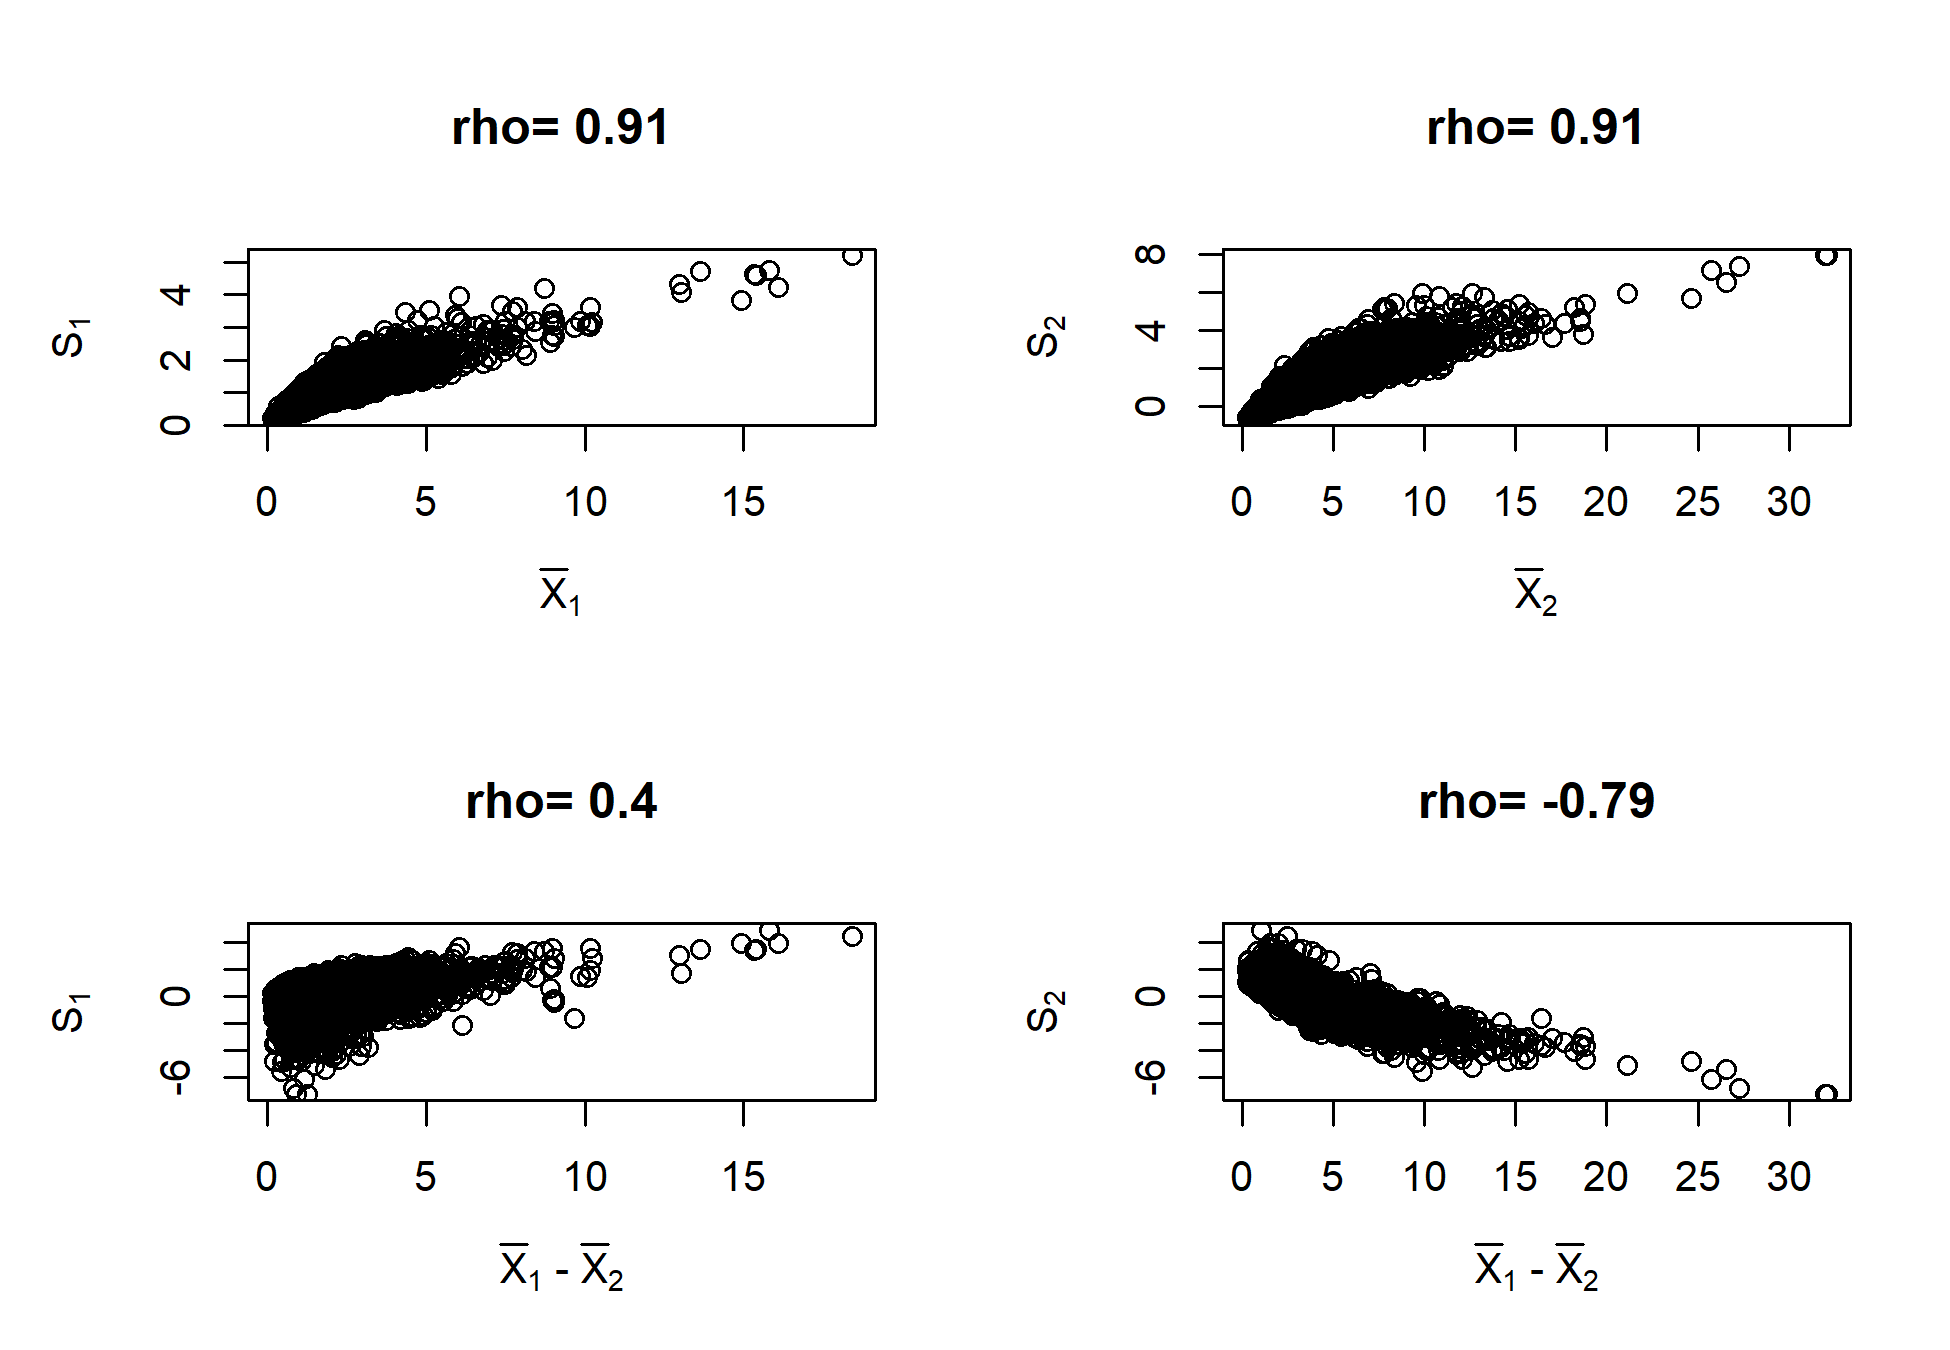 rho= 0.91
S₁
0 2 4
0 5 10 15
X̅₁
rho= 0.91
S₂
0 4 8
0 5 10 15 20 25 30
X̅₂
rho= 0.4
S₁
-6 0
0 5 10 15
X̅₁ - X̅₂
rho= -0.79
S₂
-6 0
0 5 10 15 20 25 30
X̅₁ - X̅₂